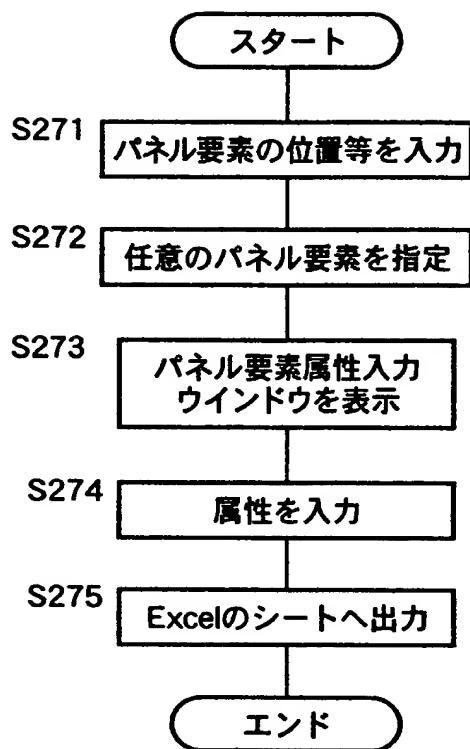 スタート
S271
パネル要素の位置等を入力
S272
任意のパネル要素を指定
S273
パネル要素属性入力
ウインドウを表示
S274
属性を入力
S275
Excelのシートへ出力
エンド